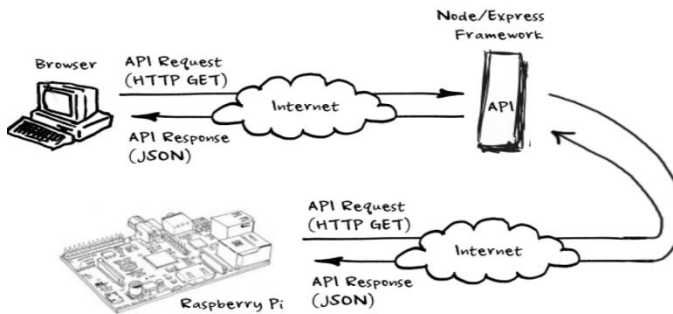 Node/Express
Framework
Browser
API Request
(HTTP GET)
Internet
API
API Response
(JSON)
API Request
(HTTP GET)
Internet
API Response
(JSON)
Raspberry Pi